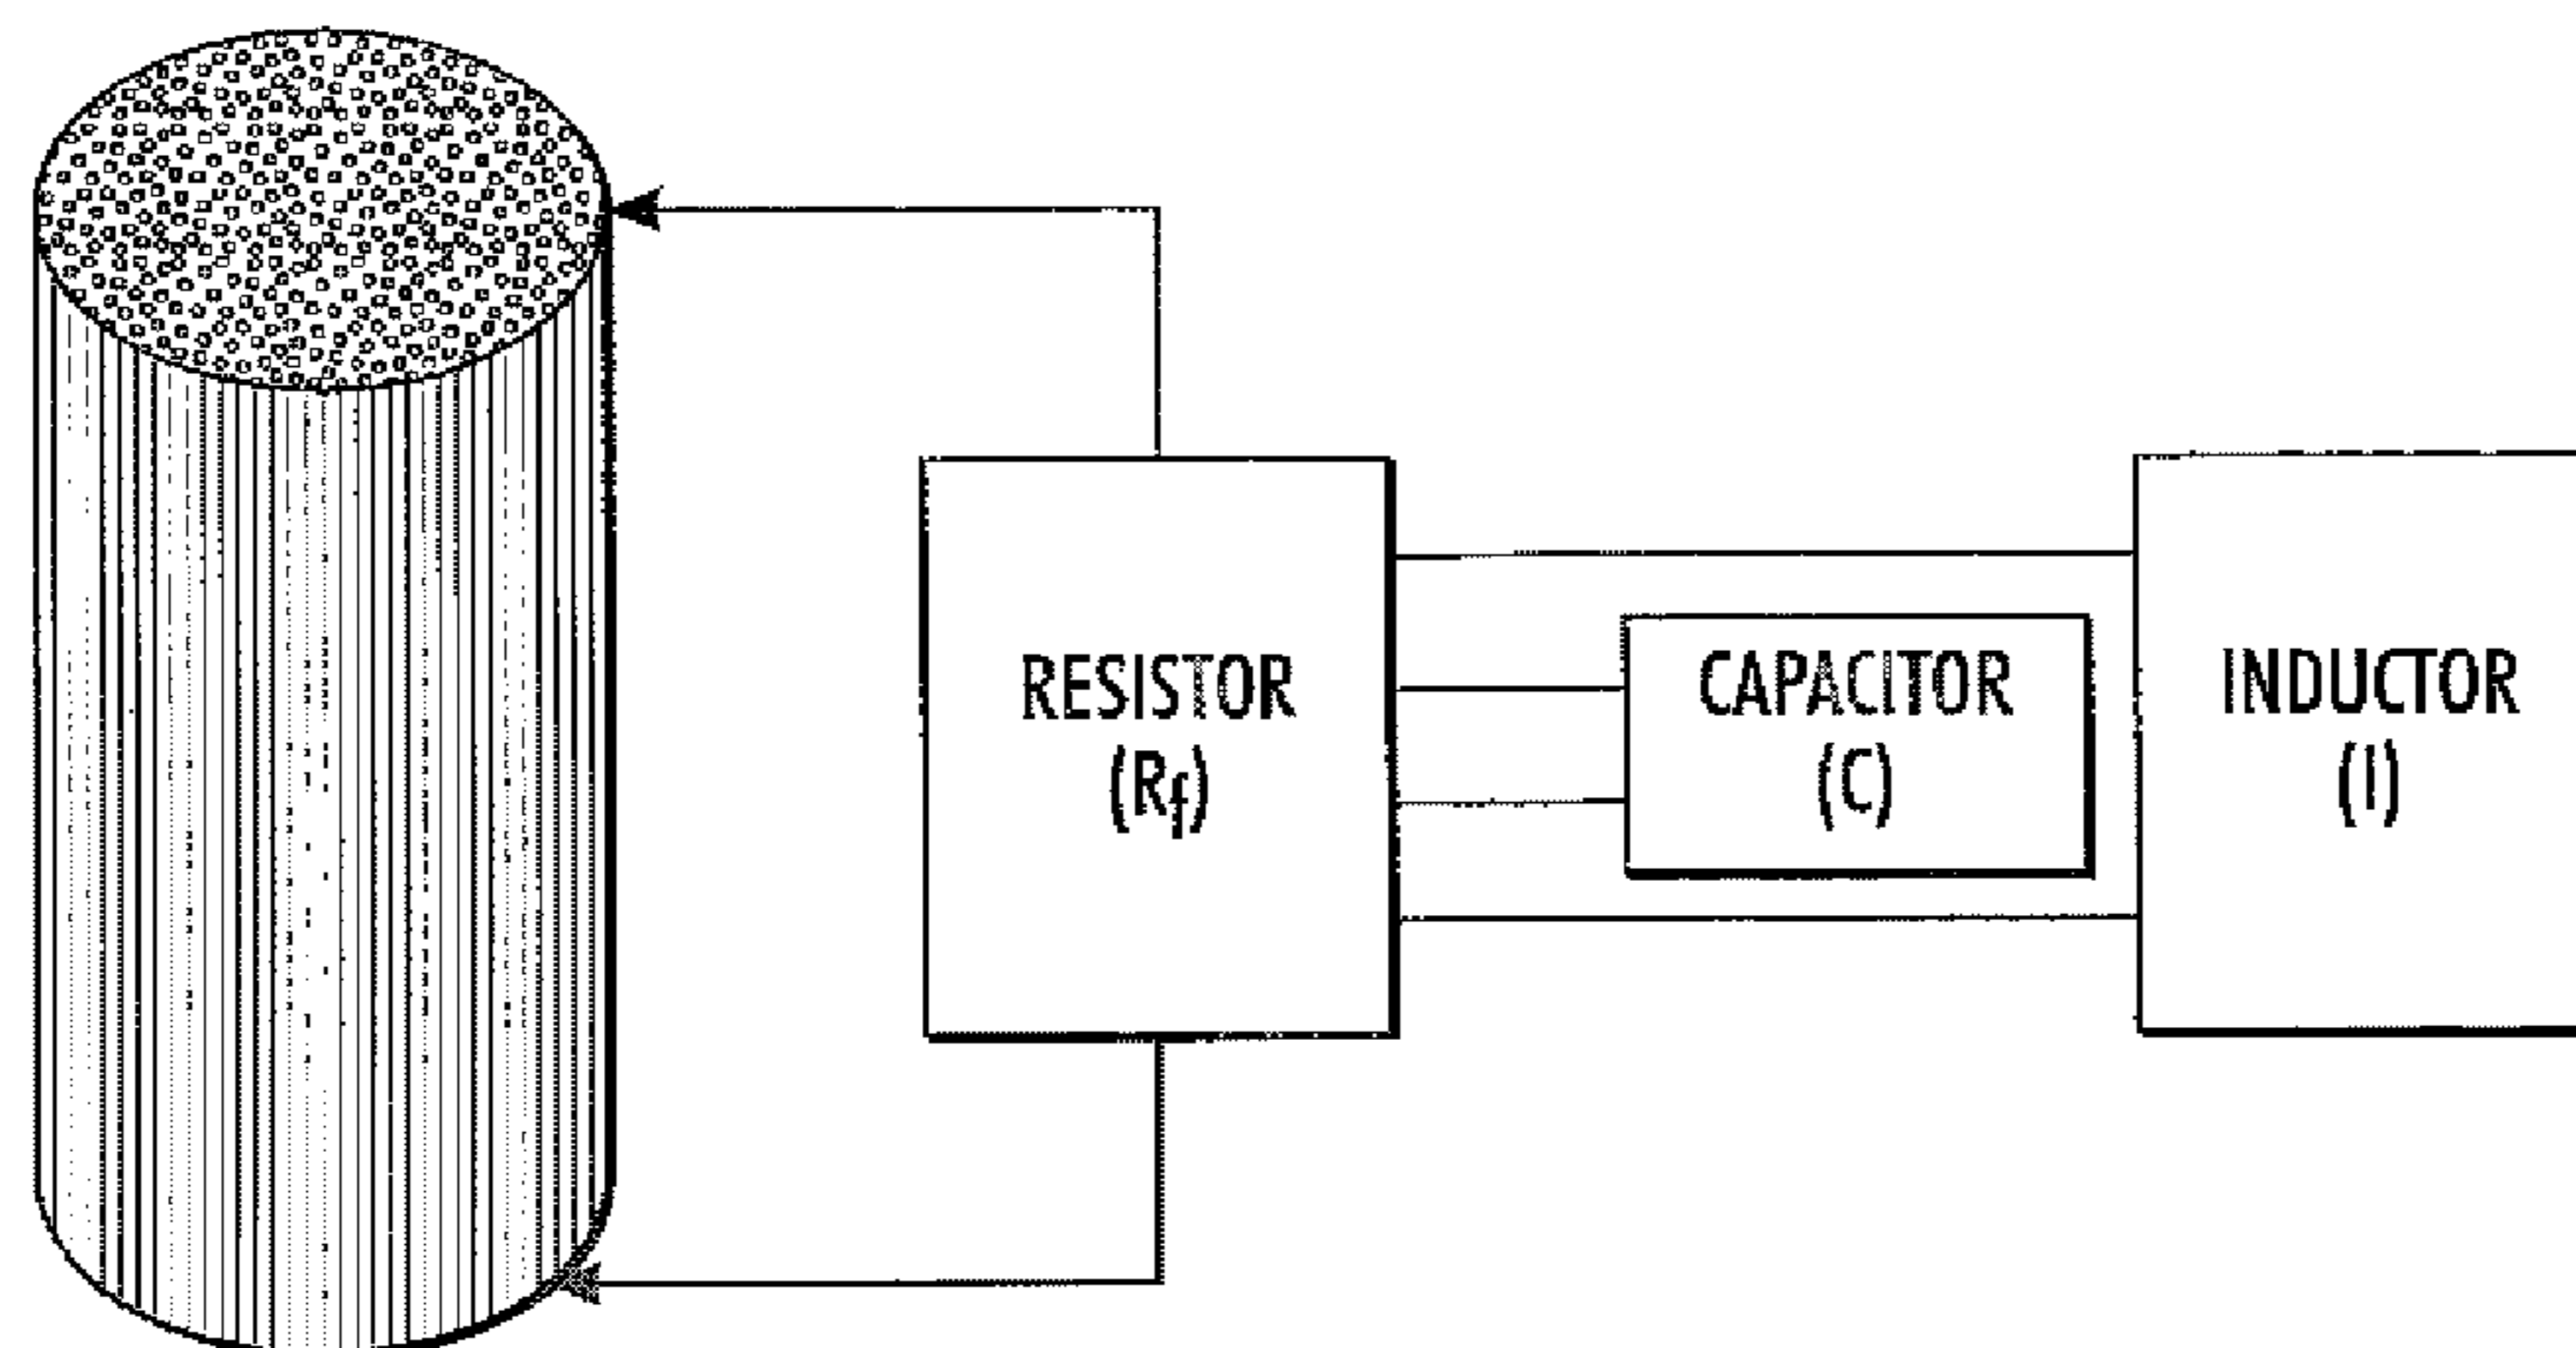 RESISTOR
(Rf)
CAPACITOR
(C)
INDUCTOR
(I)